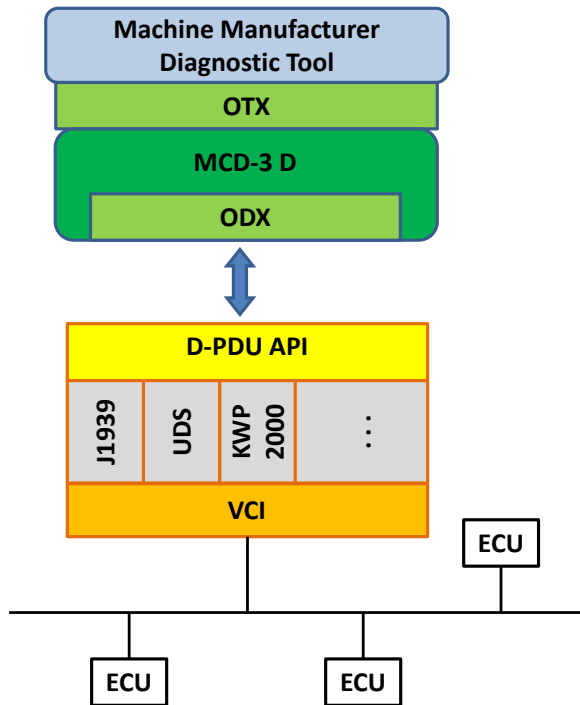 Machine Manufacturer
Diagnostic Tool
OTX
MCD-3 D
ODX
D-PDU API
J1939
UDS
KWP
2000
...
VCI
ECU
ECU
ECU